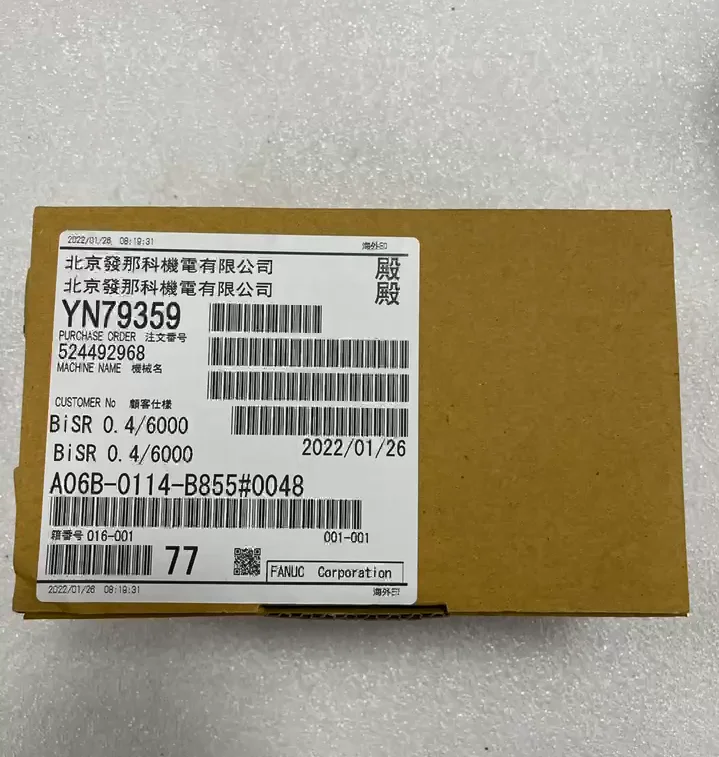 2022/01/26 08:19:31 海外印
北京發那科機電有限公司 殿
北京發那科機電有限公司 殿
YN79359
PURCHASE ORDER 注文番号
524492968
MACHINE NAME 機械名
CUSTOMER No 顧客仕様
BiSR 0.4/6000
BiSR 0.4/6000 2022/01/26
A06B-0114-B855#0048
箱番号 016-001 001-001
77 FANUC Corporation
2022/01/26 08:19:31 海外印